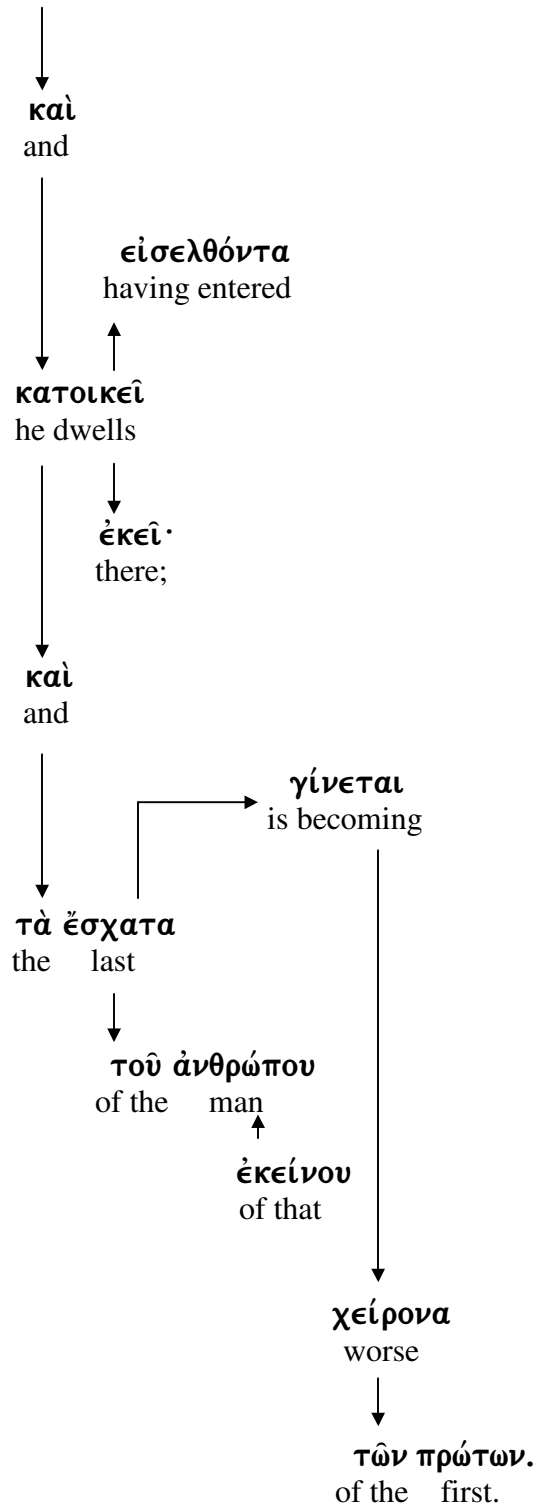 καὶ
and
εἰσελθόντα
having entered
κατοικεῖ
he dwells
ἐκεῖ·
there;
καὶ
and
γίνεται
is becoming
τὰ ἔσχατα
the last
τοῦ ἀνθρώπου
of the man
ἐκείνου
of that
χείρονα
worse
τῶν πρώτων.
of the first.